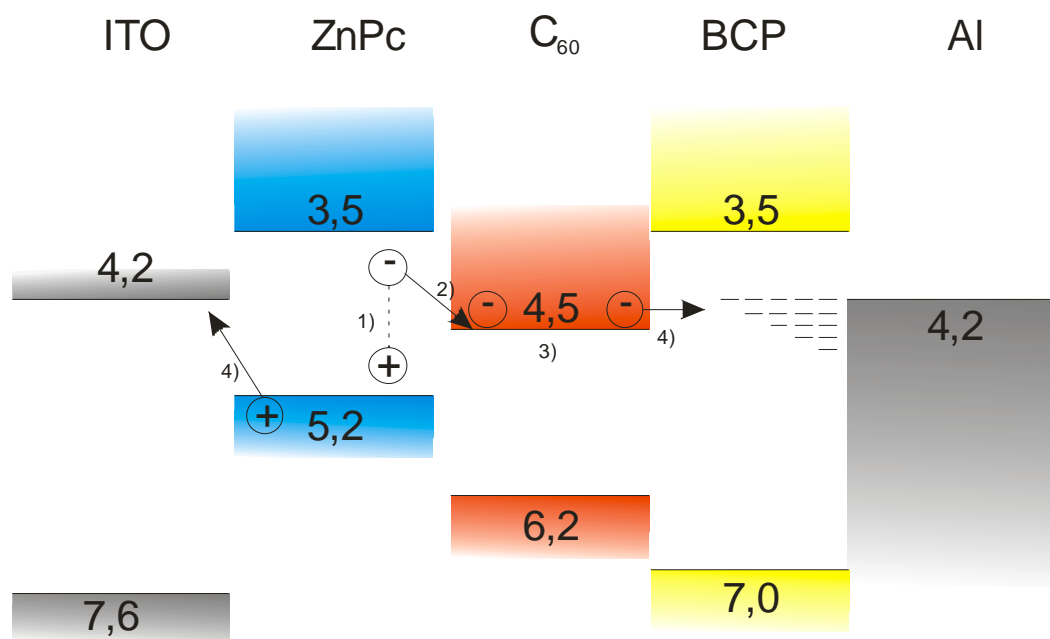 ITO ZnPc C60 BCP Al
3,5 3,5
4,2
- 2) - 4,5 - 4,2
1) 3) 4)
4) +
+ 5,2
6,2
7,6 7,0